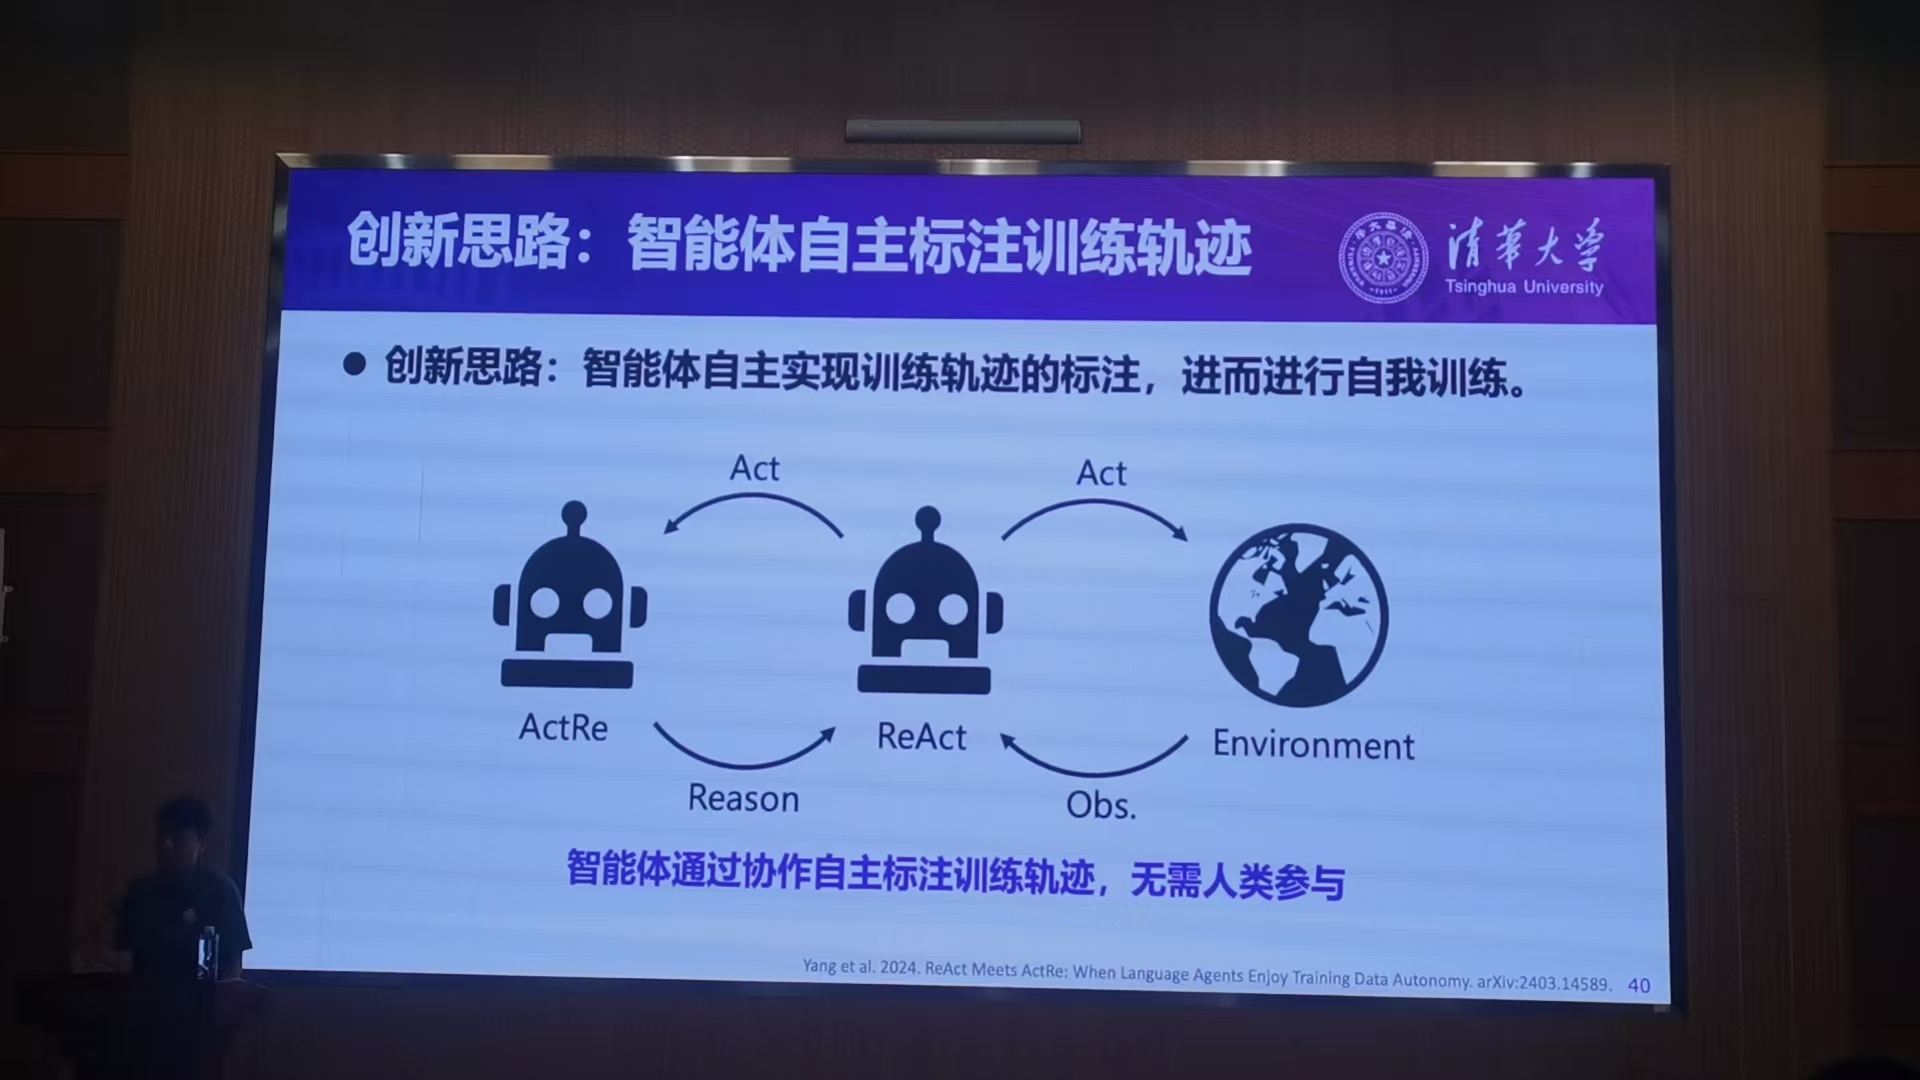 创新思路：智能体自主标注训练轨迹
清华大学
Tsinghua University
● 创新思路：智能体自主实现训练轨迹的标注，进而进行自我训练。
Act
Act
ActRe
ReAct
Environment
Reason
Obs.
智能体通过协作自主标注训练轨迹，无需人类参与
Yang et al. 2024. ReAct Meets ActRe: When Language Agents Enjoy Training Data Autonomy. arXiv:2403.14589.
40